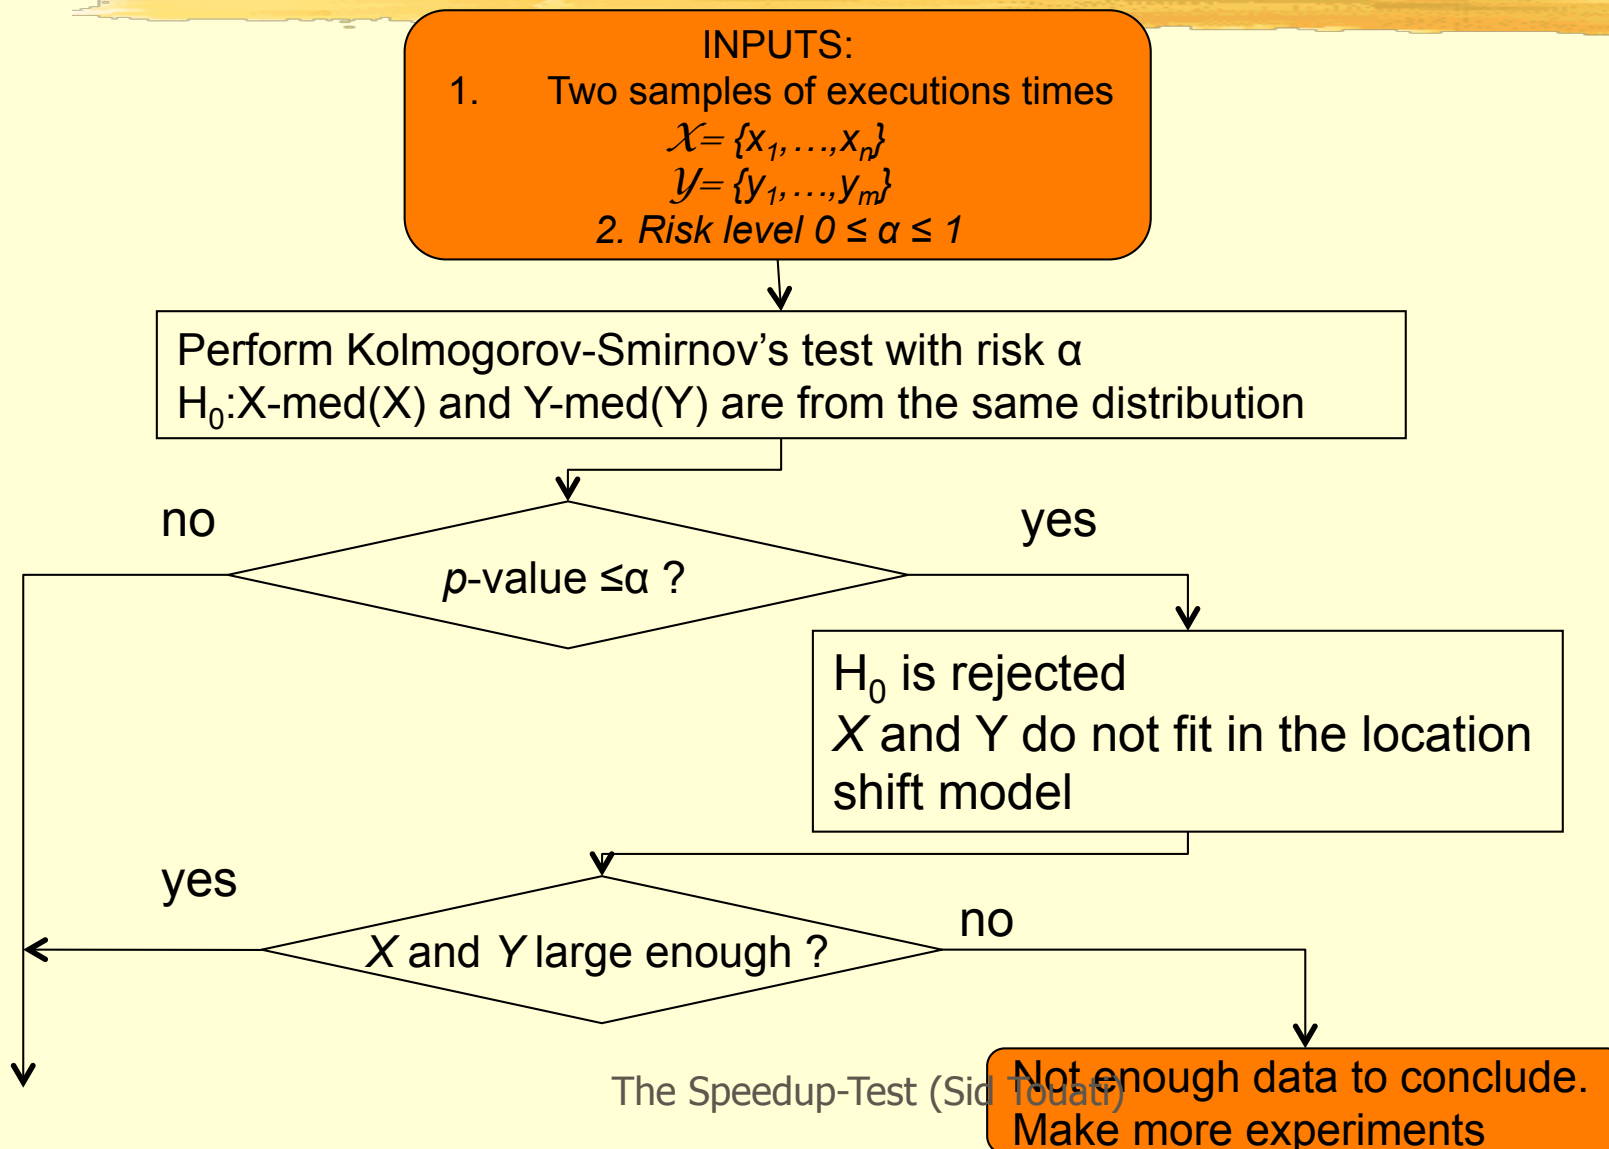 INPUTS:
1. Two samples of executions times
𝒳= {x₁,…,xₙ}
𝒴= {y₁,…,yₘ}
2. Risk level 0 ≤ α ≤ 1
Perform Kolmogorov-Smirnov’s test with risk α
H₀:X-med(X) and Y-med(Y) are from the same distribution
no
yes
p-value ≤α ?
H₀ is rejected
X and Y do not fit in the location
shift model
yes
no
X and Y large enough ?
Not enough data to conclude.
Make more experiments
The Speedup-Test (Sid Touati)